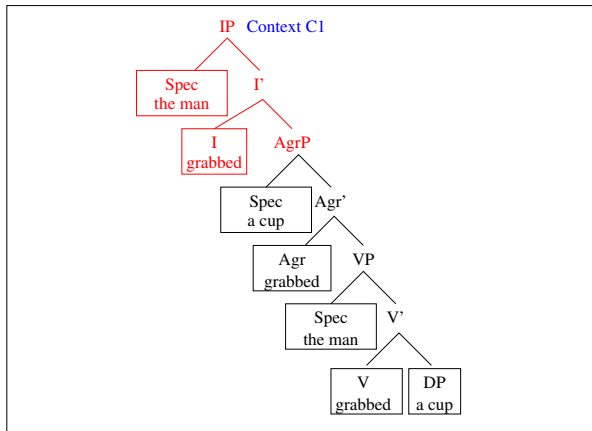 IP Context C1
Spec I’
the man
I AgrP
grabbed
Spec Agr’
a cup
Agr VP
grabbed
Spec V’
the man
V DP
grabbed a cup